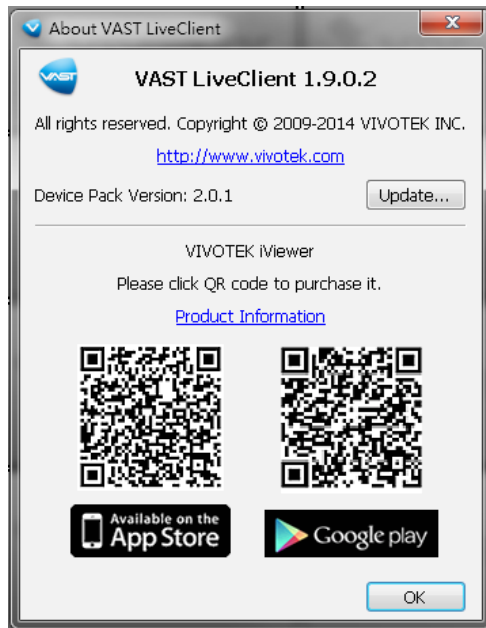 About VAST LiveClient
VAST
VAST LiveClient 1.9.0.2
All rights reserved. Copyright © 2009-2014 VIVOTEK INC.
http://www.vivotek.com
Device Pack Version: 2.0.1
Update...
VIVOTEK iViewer
Please click QR code to purchase it.
Product Information
Available on the
App Store
Google play
OK